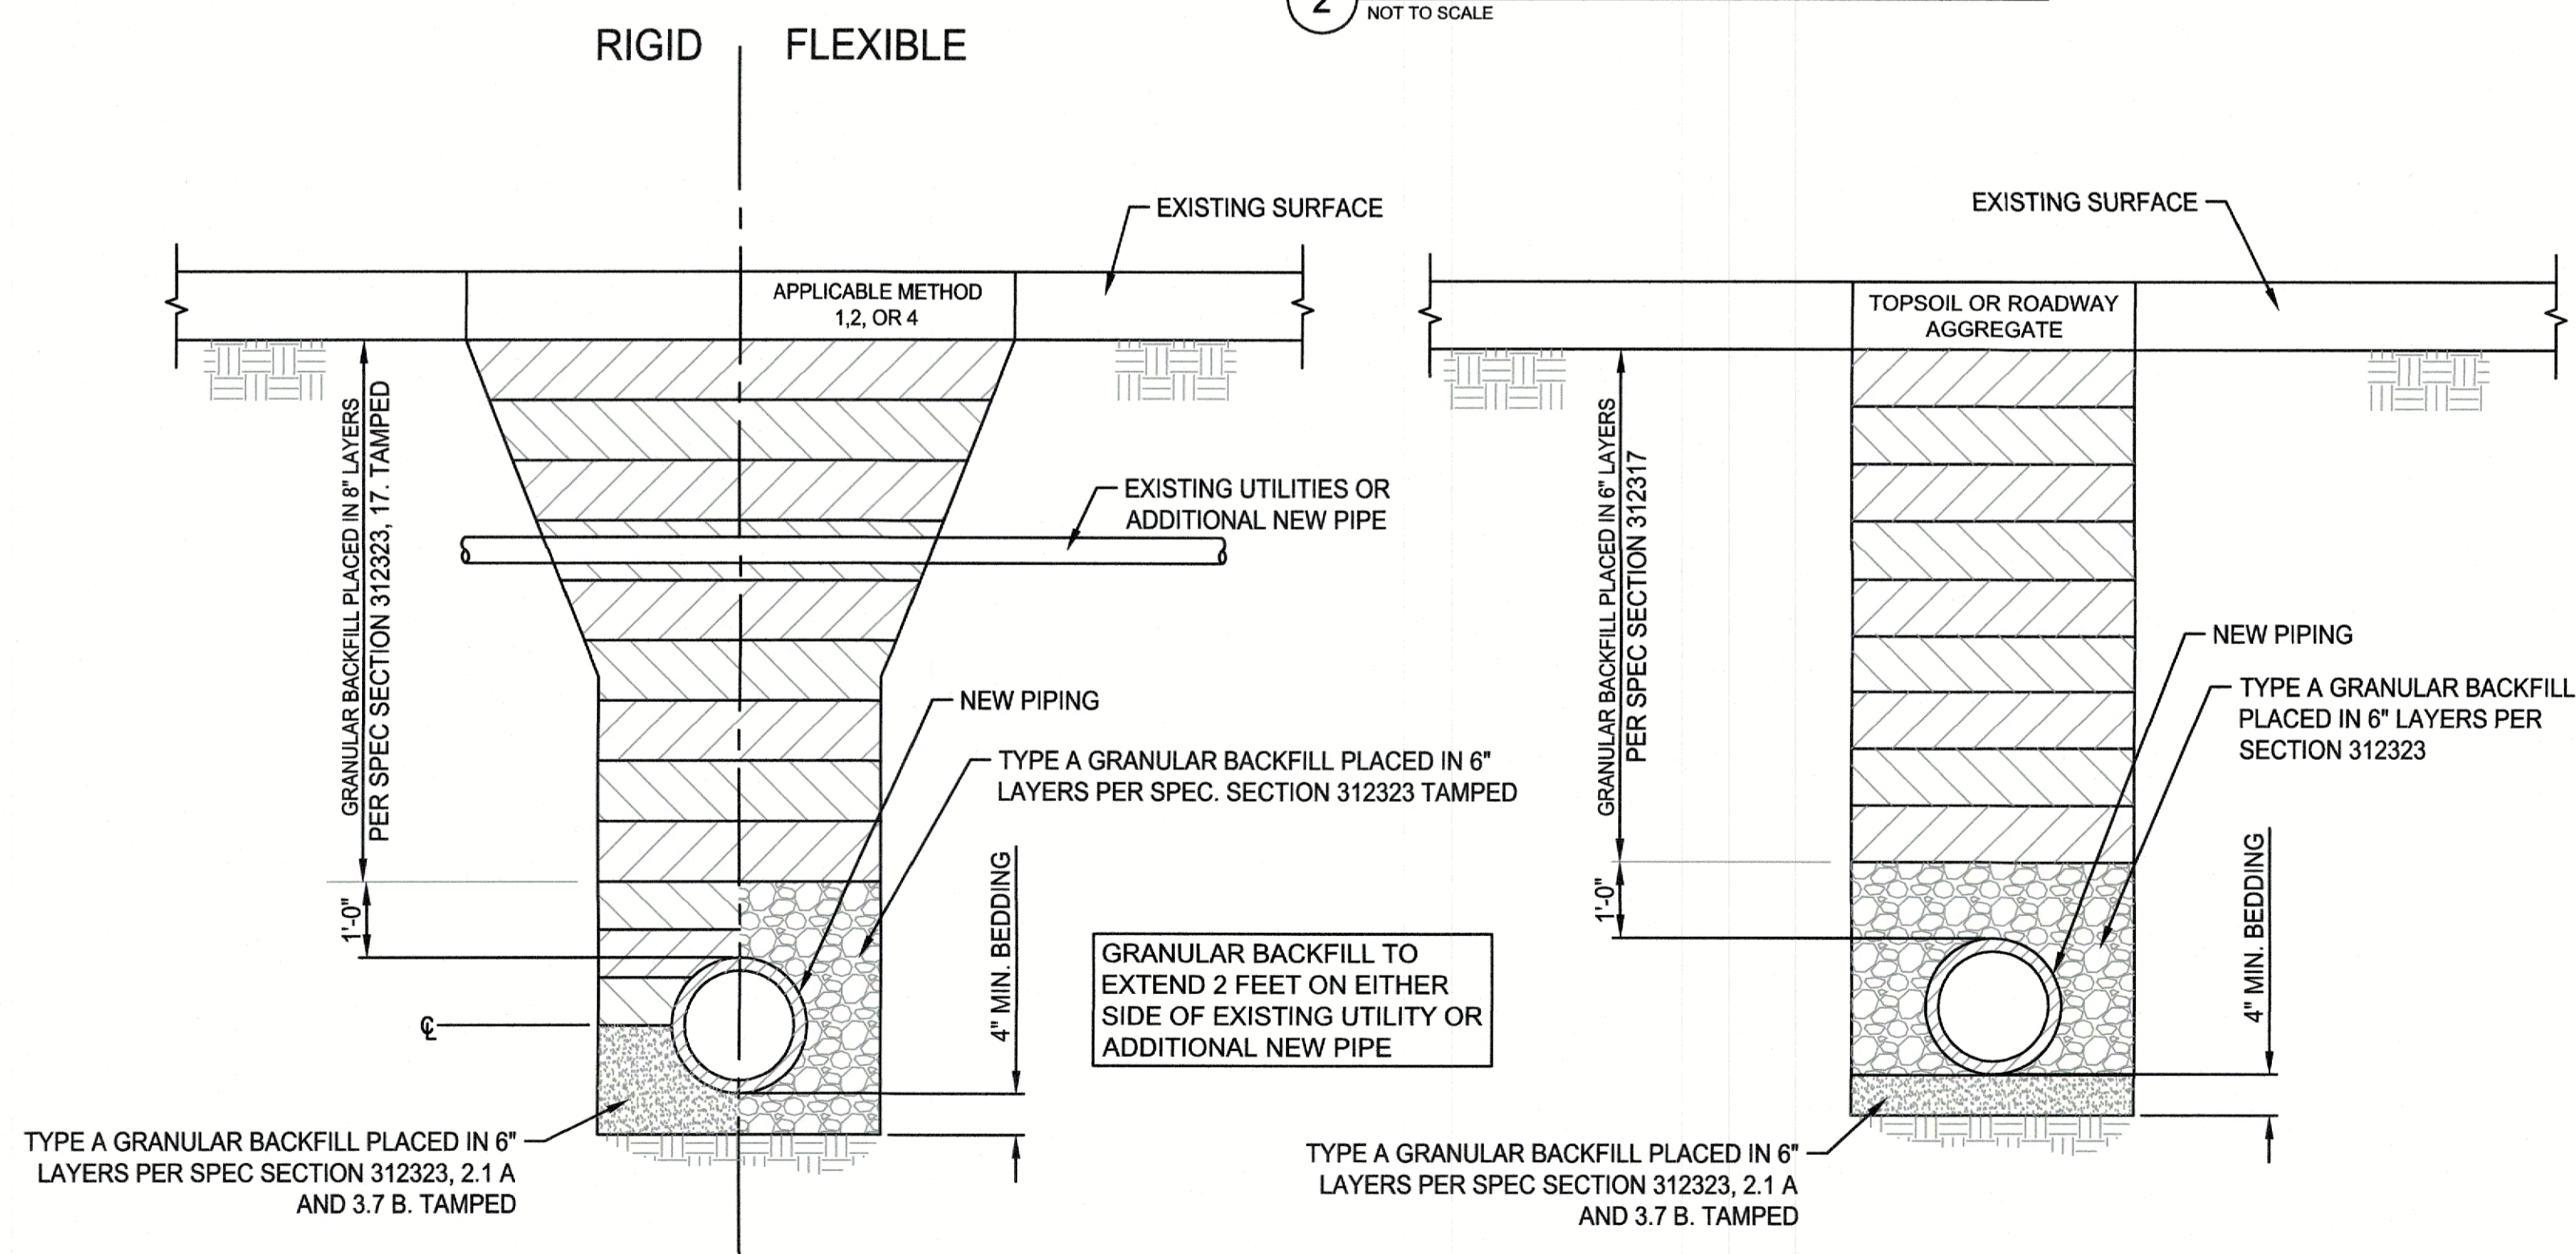 2
NOT TO SCALE
RIGID
FLEXIBLE
EXISTING SURFACE
APPLICABLE METHOD
1,2, OR 4
GRANULAR BACKFILL PLACED IN 8" LAYERS
PER SPEC SECTION 312323, 17. TAMPED
EXISTING UTILITIES OR
ADDITIONAL NEW PIPE
NEW PIPING
TYPE A GRANULAR BACKFILL PLACED IN 6"
LAYERS PER SPEC. SECTION 312323 TAMPED
1'-0"
4" MIN. BEDDING
GRANULAR BACKFILL TO
EXTEND 2 FEET ON EITHER
SIDE OF EXISTING UTILITY OR
ADDITIONAL NEW PIPE
℄
TYPE A GRANULAR BACKFILL PLACED IN 6"
LAYERS PER SPEC SECTION 312323, 2.1 A
AND 3.7 B. TAMPED
EXISTING SURFACE
TOPSOIL OR ROADWAY
AGGREGATE
GRANULAR BACKFILL PLACED IN 6" LAYERS
PER SPEC SECTION 312317
NEW PIPING
TYPE A GRANULAR BACKFILL
PLACED IN 6" LAYERS PER
SECTION 312323
1'-0"
4" MIN. BEDDING
TYPE A GRANULAR BACKFILL PLACED IN 6"
LAYERS PER SPEC SECTION 312323, 2.1 A
AND 3.7 B. TAMPED